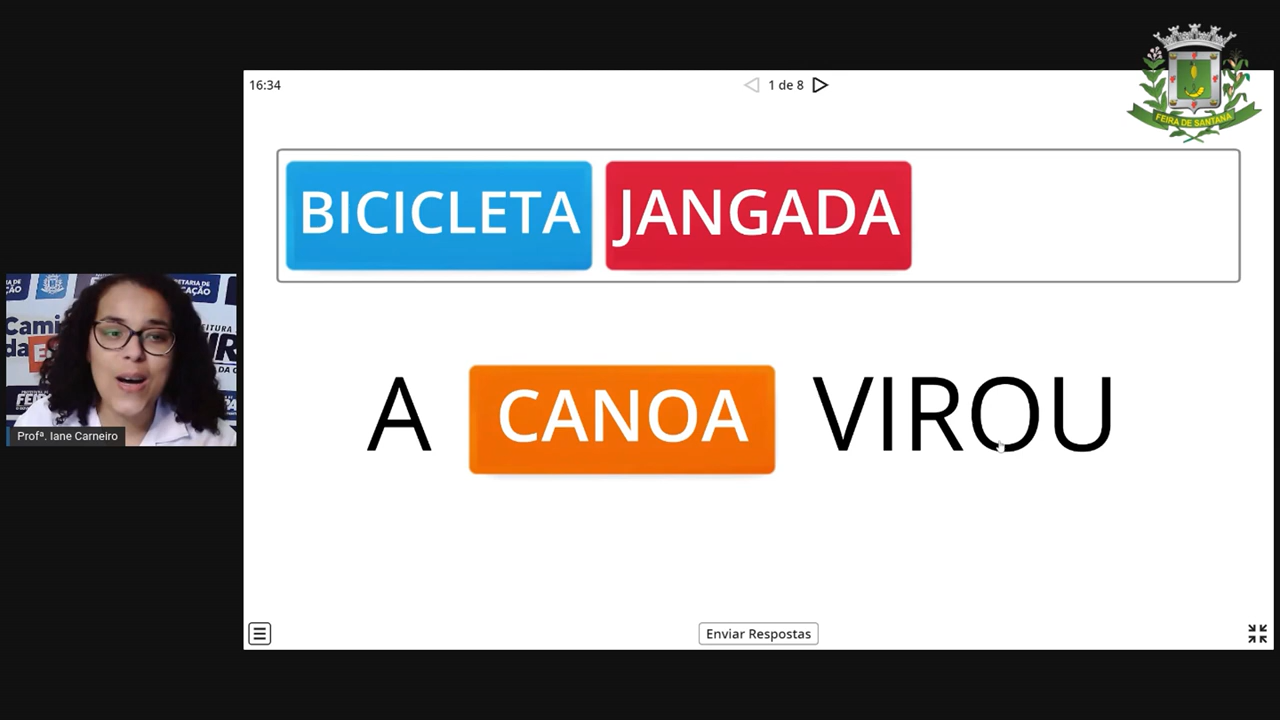 FEIRA DE SANTANA
16:34
1 de 8
BICICLETA JANGADA
A CANOA VIROU
Profª. Iane Carneiro
Enviar Respostas